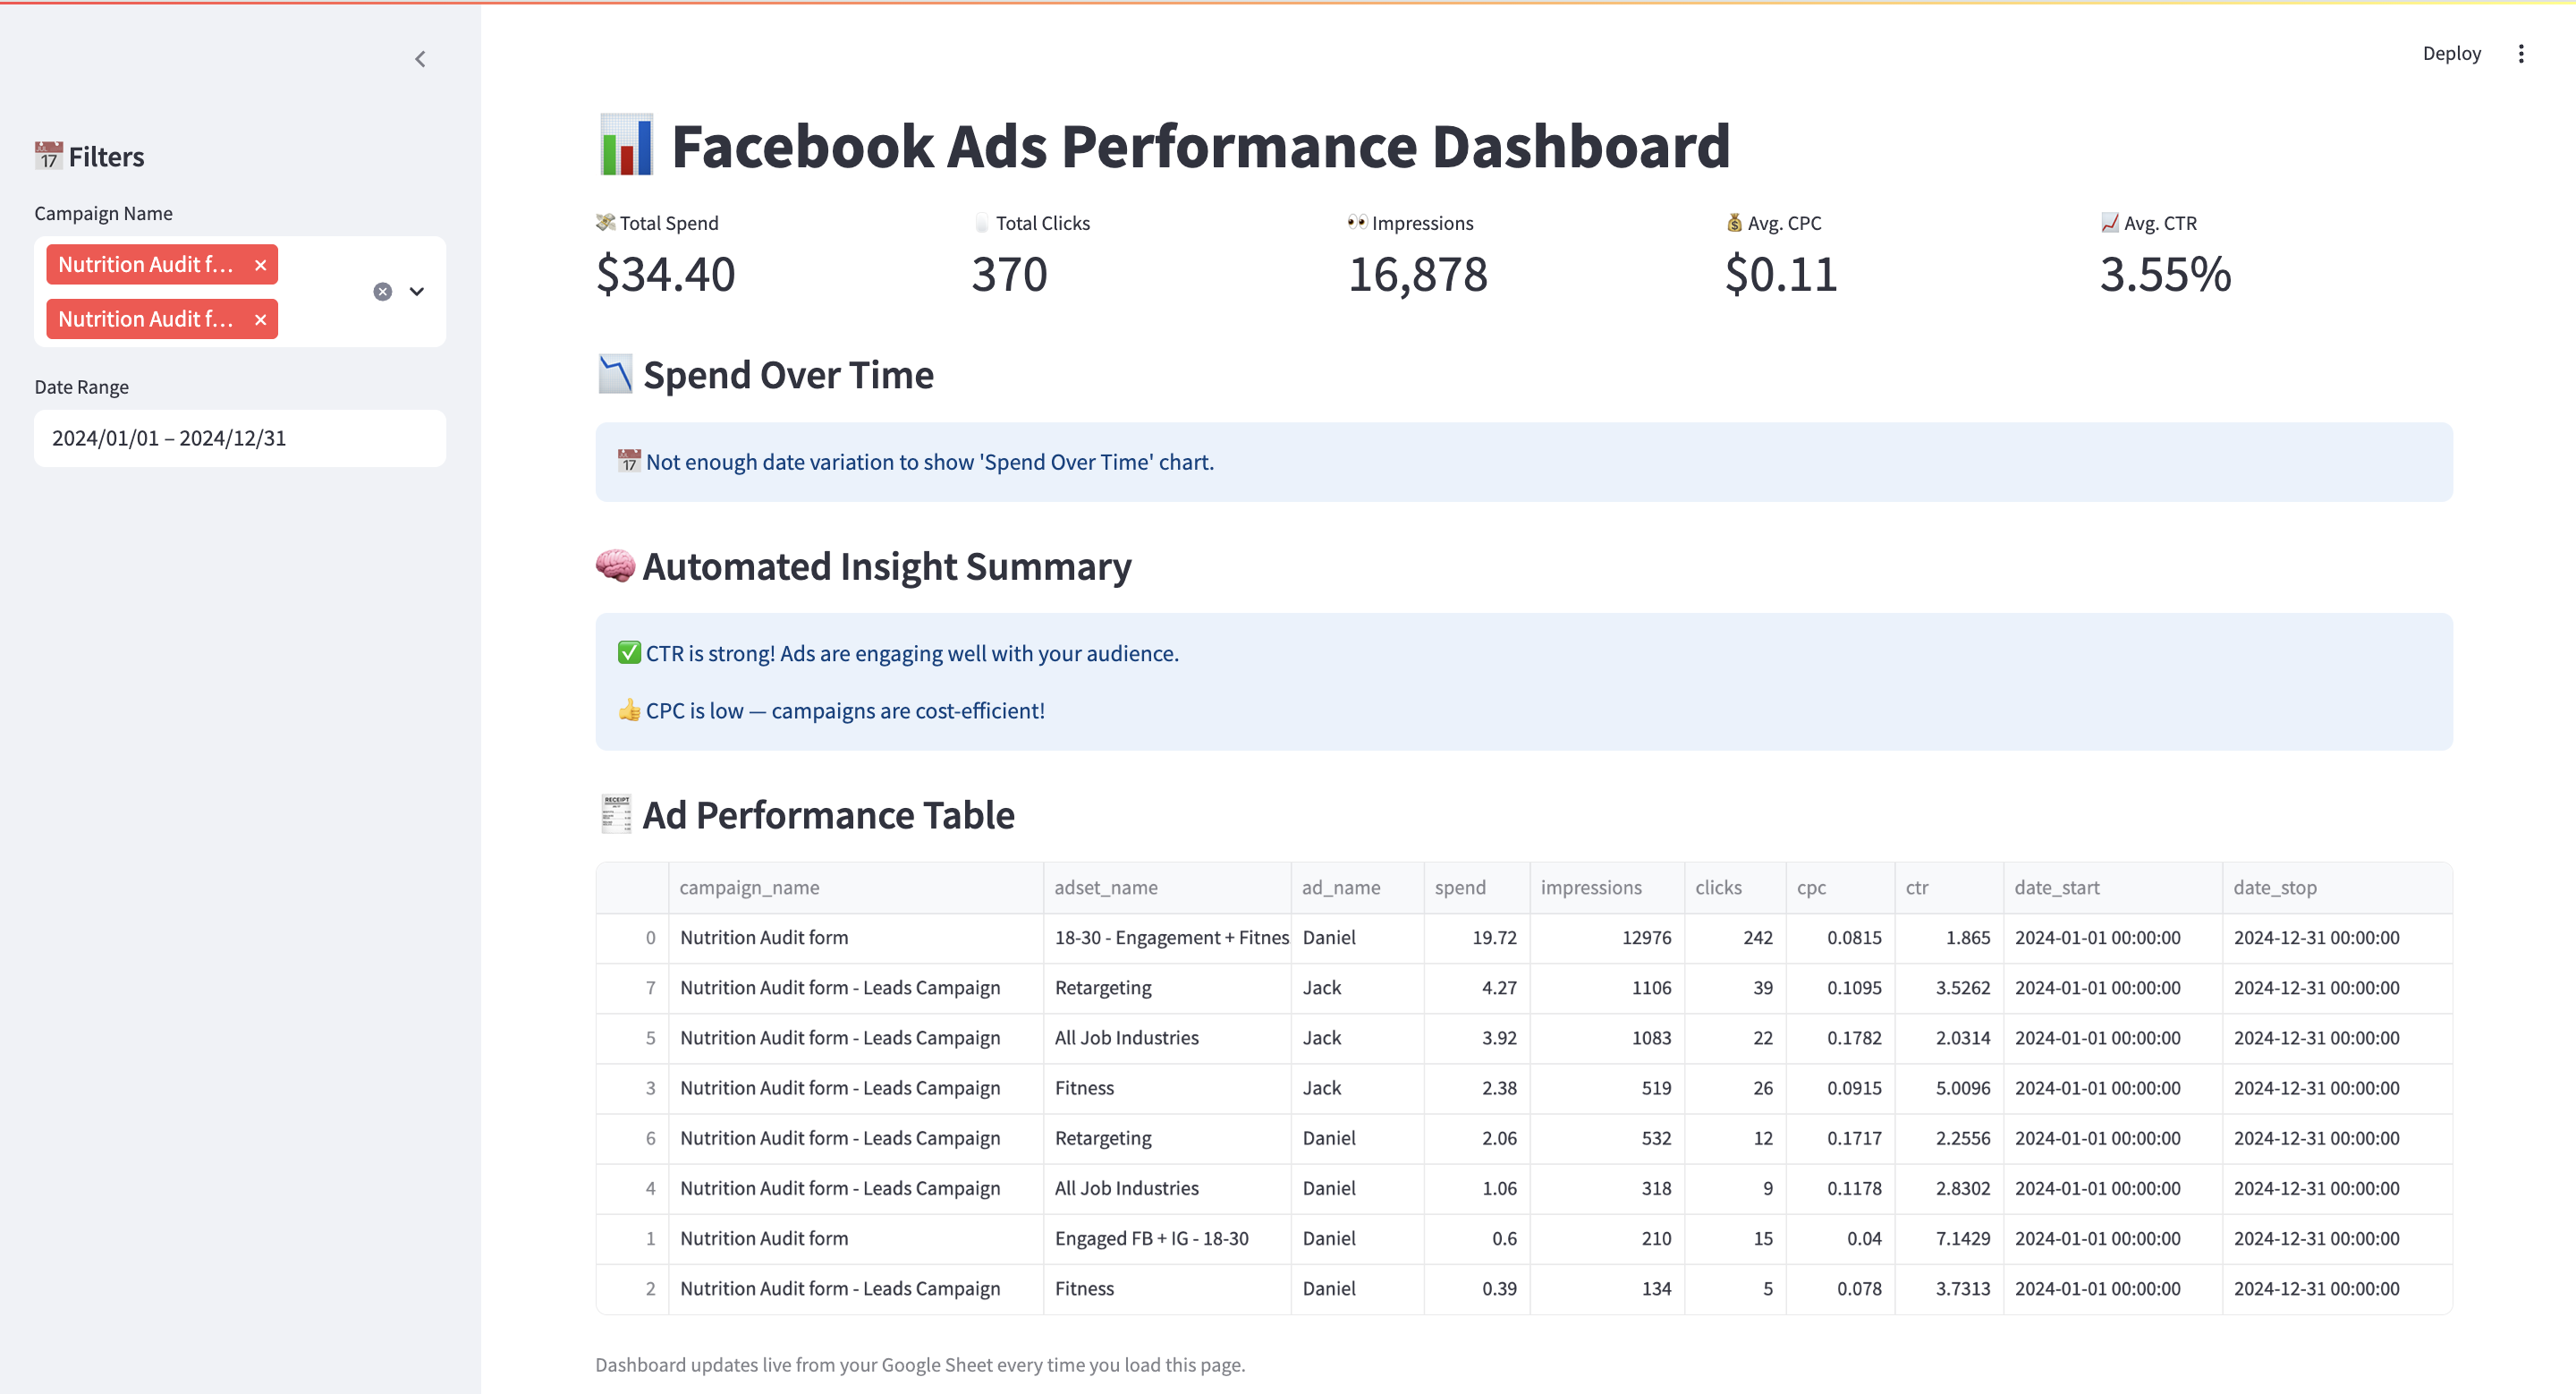 Deploy
Filters
Campaign Name
Nutrition Audit f...
Nutrition Audit f...
Date Range
2024/01/01 – 2024/12/31
Facebook Ads Performance Dashboard
Total Spend
$34.40
Total Clicks
370
Impressions
16,878
Avg. CPC
$0.11
Avg. CTR
3.55%
Spend Over Time
Not enough date variation to show 'Spend Over Time' chart.
Automated Insight Summary
CTR is strong! Ads are engaging well with your audience.
CPC is low — campaigns are cost-efficient!
Ad Performance Table
campaign_name adset_name ad_name spend impressions clicks cpc ctr date_start date_stop
0 Nutrition Audit form 18-30 - Engagement + Fitnes Daniel 19.72 12976 242 0.0815 1.865 2024-01-01 00:00:00 2024-12-31 00:00:00
7 Nutrition Audit form - Leads Campaign Retargeting Jack 4.27 1106 39 0.1095 3.5262 2024-01-01 00:00:00 2024-12-31 00:00:00
5 Nutrition Audit form - Leads Campaign All Job Industries Jack 3.92 1083 22 0.1782 2.0314 2024-01-01 00:00:00 2024-12-31 00:00:00
3 Nutrition Audit form - Leads Campaign Fitness Jack 2.38 519 26 0.0915 5.0096 2024-01-01 00:00:00 2024-12-31 00:00:00
6 Nutrition Audit form - Leads Campaign Retargeting Daniel 2.06 532 12 0.1717 2.2556 2024-01-01 00:00:00 2024-12-31 00:00:00
4 Nutrition Audit form - Leads Campaign All Job Industries Daniel 1.06 318 9 0.1178 2.8302 2024-01-01 00:00:00 2024-12-31 00:00:00
1 Nutrition Audit form Engaged FB + IG - 18-30 Daniel 0.6 210 15 0.04 7.1429 2024-01-01 00:00:00 2024-12-31 00:00:00
2 Nutrition Audit form - Leads Campaign Fitness Daniel 0.39 134 5 0.078 3.7313 2024-01-01 00:00:00 2024-12-31 00:00:00
Dashboard updates live from your Google Sheet every time you load this page.